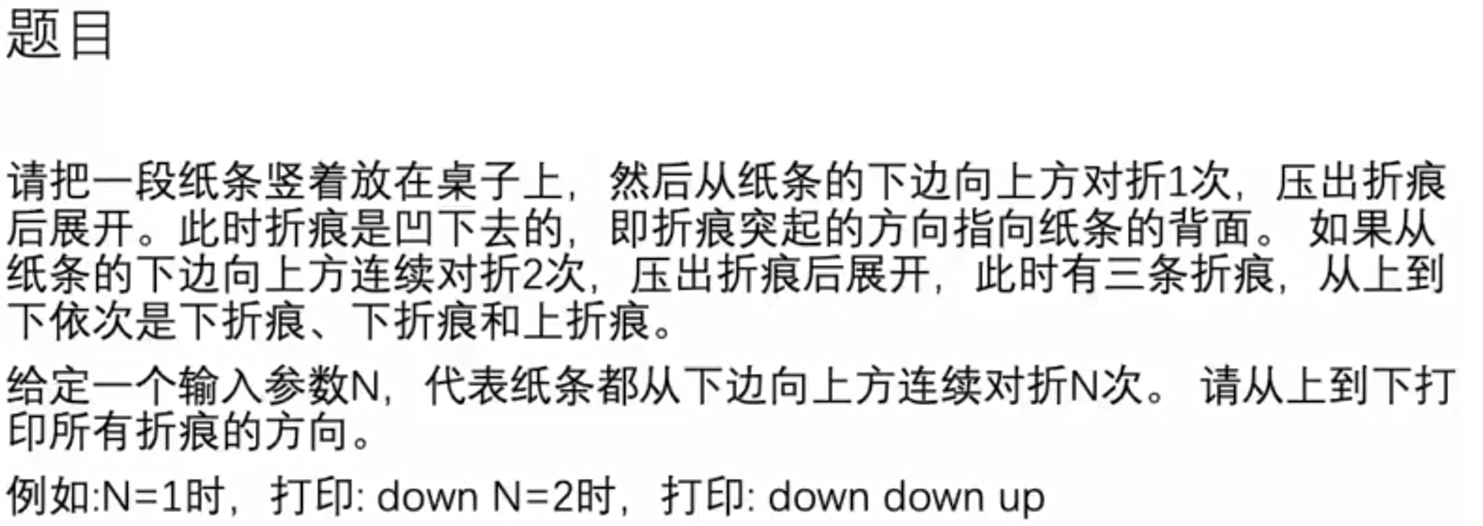 题目
请把一段纸条竖着放在桌子上，然后从纸条的下边向上方对折1次，压出折痕
后展开。此时折痕是凹下去的，即折痕突起的方向指向纸条的背面。 如果从
纸条的下边向上方连续对折2次，压出折痕后展开，此时有三条折痕，从上到
下依次是下折痕、下折痕和上折痕。
给定一个输入参数N，代表纸条都从下边向上方连续对折N次。 请从上到下打
印所有折痕的方向。
例如:N=1时，打印: down N=2时，打印: down down up